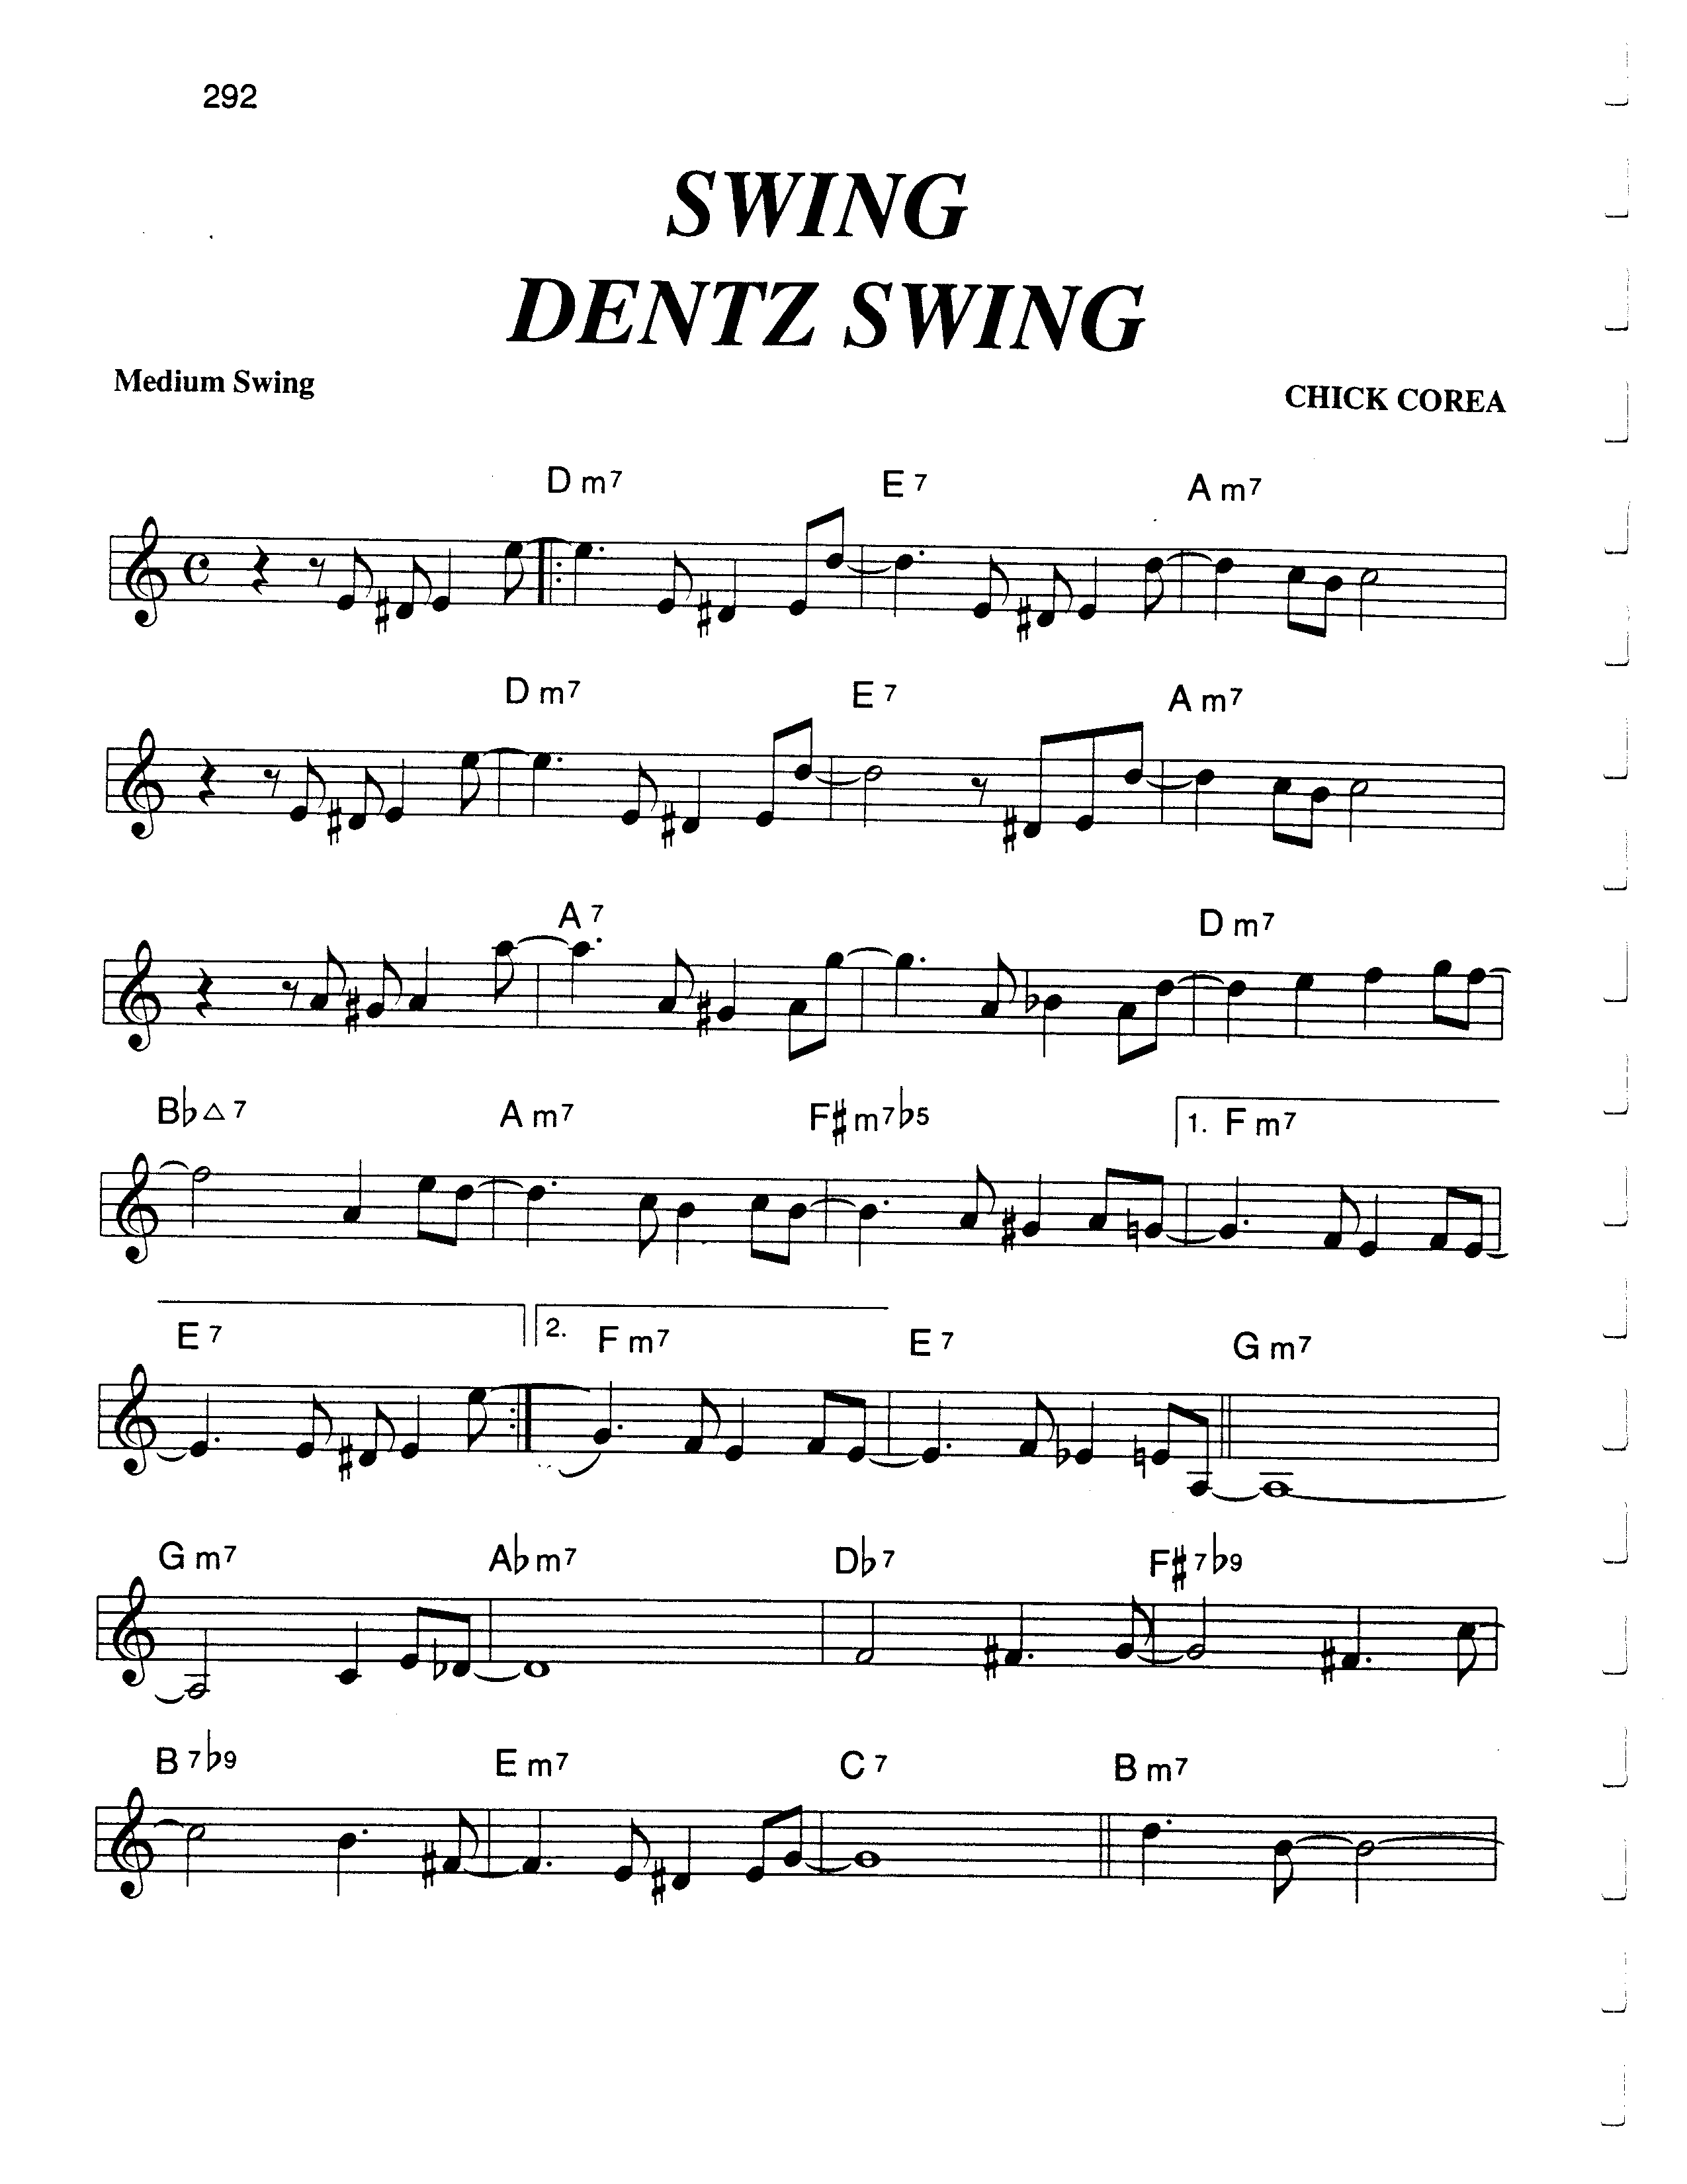 292
SWING
DENTZ SWING
Medium Swing
CHICK COREA
D m7 E 7 A m7
D m7 E 7 A m7
A 7 D m7
B♭△7 A m7 F♯m7♭5 1. F m7
E 7 2. F m7 E 7 G m7
G m7 A♭m7 D♭7 F♯7♭9
B 7♭9 E m7 C 7 B m7